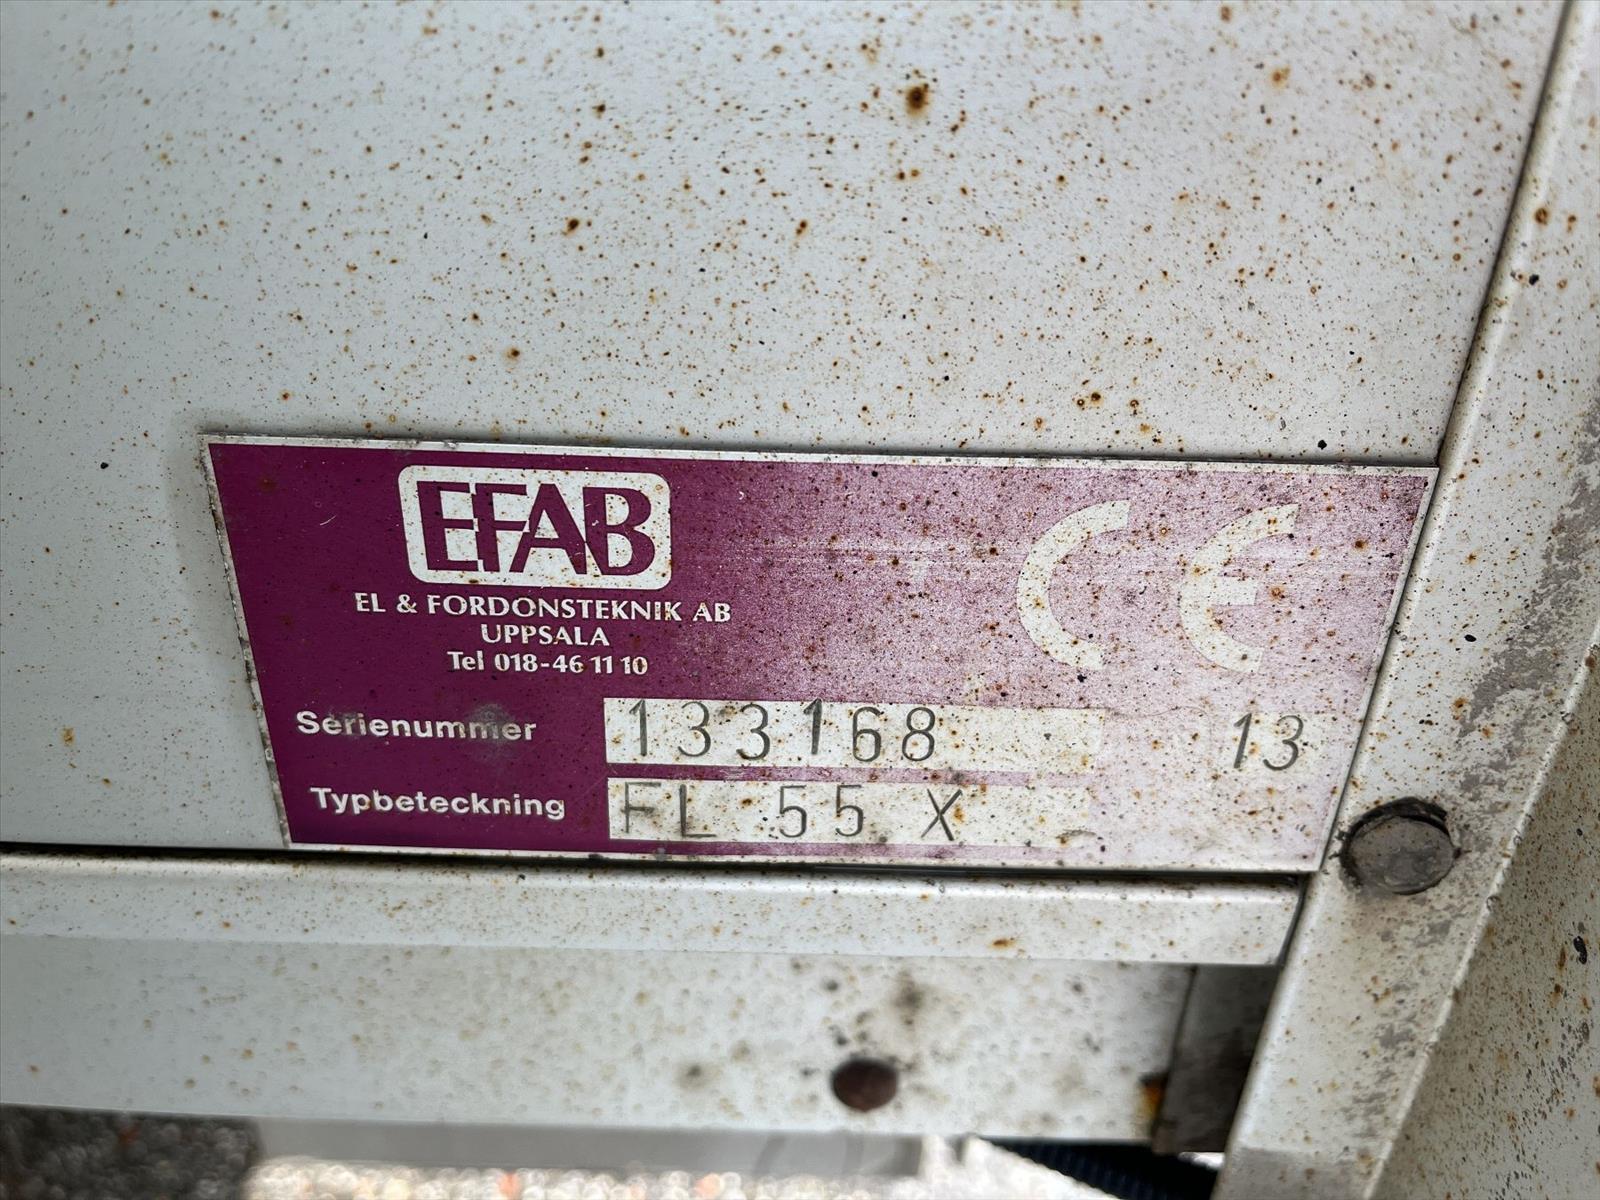 EFAB
EL & FORDONSTEKNIK AB
UPPSALA
Tel 018-46 11 10
CE
Serienummer 133168 13
Typbeteckning FL 55 X